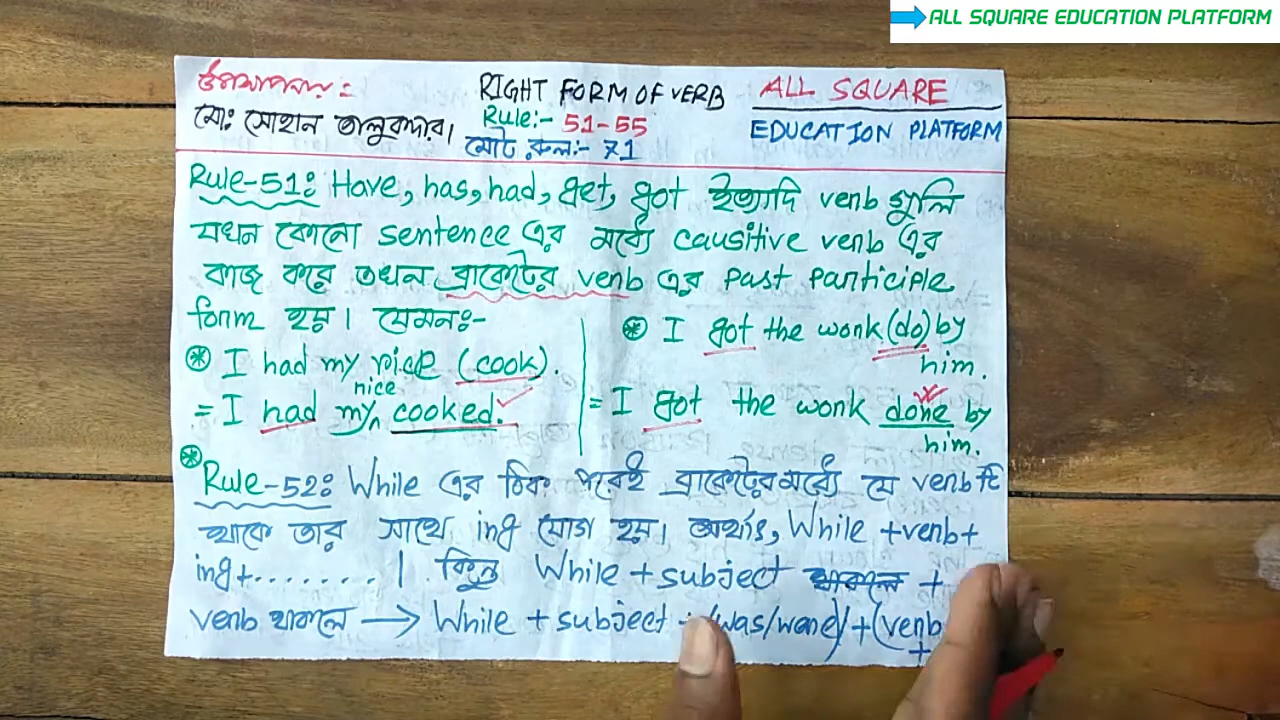 ALL SQUARE EDUCATION PLATFORM
উপস্থাপনায় :
মোঃ সোহান তালুকদার।
RIGHT FORM OF VERB
Rule:- 51-55
মোট রুল:- 71
ALL SQUARE
EDUCATION PLATFORM
Rule-51: Have, has, had, get, got ইত্যাদি verb গুলি
যখন কোনো sentence এর মধ্যে causitive verb এর
কাজ করে তখন ব্রাকেটের verb এর past participle
form হয়। যেমনঃ-
I had my rice (cook).
= I had my rice cooked.
I got the work (do) by
him.
= I got the work done by
him.
Rule-52: While এর ঠিক পরেই ব্রাকেটের মধ্যে যে verb টি
থাকে তার সাথে ing যোগ হয়। অর্থাৎ, While +verb+
ing+........ । কিন্তু While + subject +
verb থাকলে → While + subject + (was/were) + (verb
+